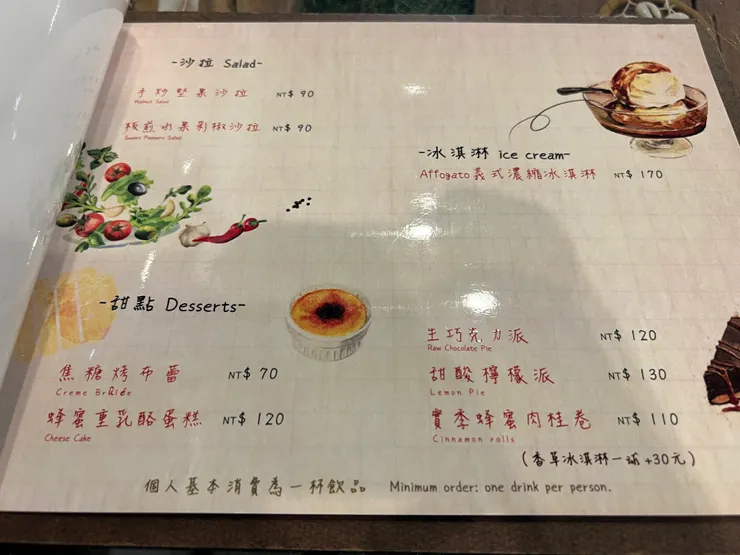 -沙拉 Salad-
手炒堅果沙拉 NT$ 90
Walnut Salad
板煎水果彩椒沙拉 NT$ 90
Sweet Peppers Salad
-冰淇淋 ice cream-
Affogato義式濃縮冰淇淋 NT$ 170
-甜點 Desserts-
焦糖烤布蕾 NT$ 70
Creme Brûlée
蜂蜜重乳酪蛋糕 NT$ 120
Cheese Cake
生巧克力派 NT$ 120
Raw Chocolate Pie
甜酸檸檬派 NT$ 130
Lemon Pie
實季蜂蜜肉桂卷 NT$ 110
Cinnamon rolls
(香草冰淇淋一球+30元)
個人基本消費為一杯飲品 Minimum order: one drink per person.